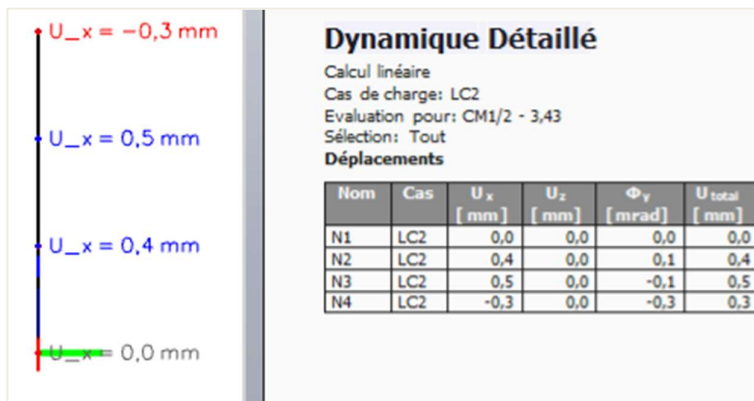 U_x = −0,3 mm
U_x = 0,5 mm
U_x = 0,4 mm
U_x = 0,0 mm
Dynamique Détaillé
Calcul linéaire
Cas de charge: LC2
Evaluation pour: CM1/2 - 3,43
Sélection: Tout
Déplacements
Nom Cas Ux Uz Φy Utotal
[mm] [mm] [mrad] [mm]
N1 LC2 0,0 0,0 0,0 0,0
N2 LC2 0,4 0,0 0,1 0,4
N3 LC2 0,5 0,0 -0,1 0,5
N4 LC2 -0,3 0,0 -0,3 0,3